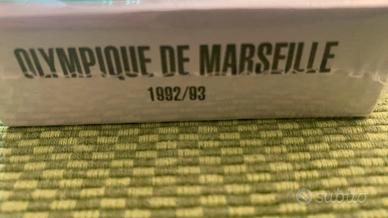 OLYMPIQUE DE MARSEILLE
1992/93
subito